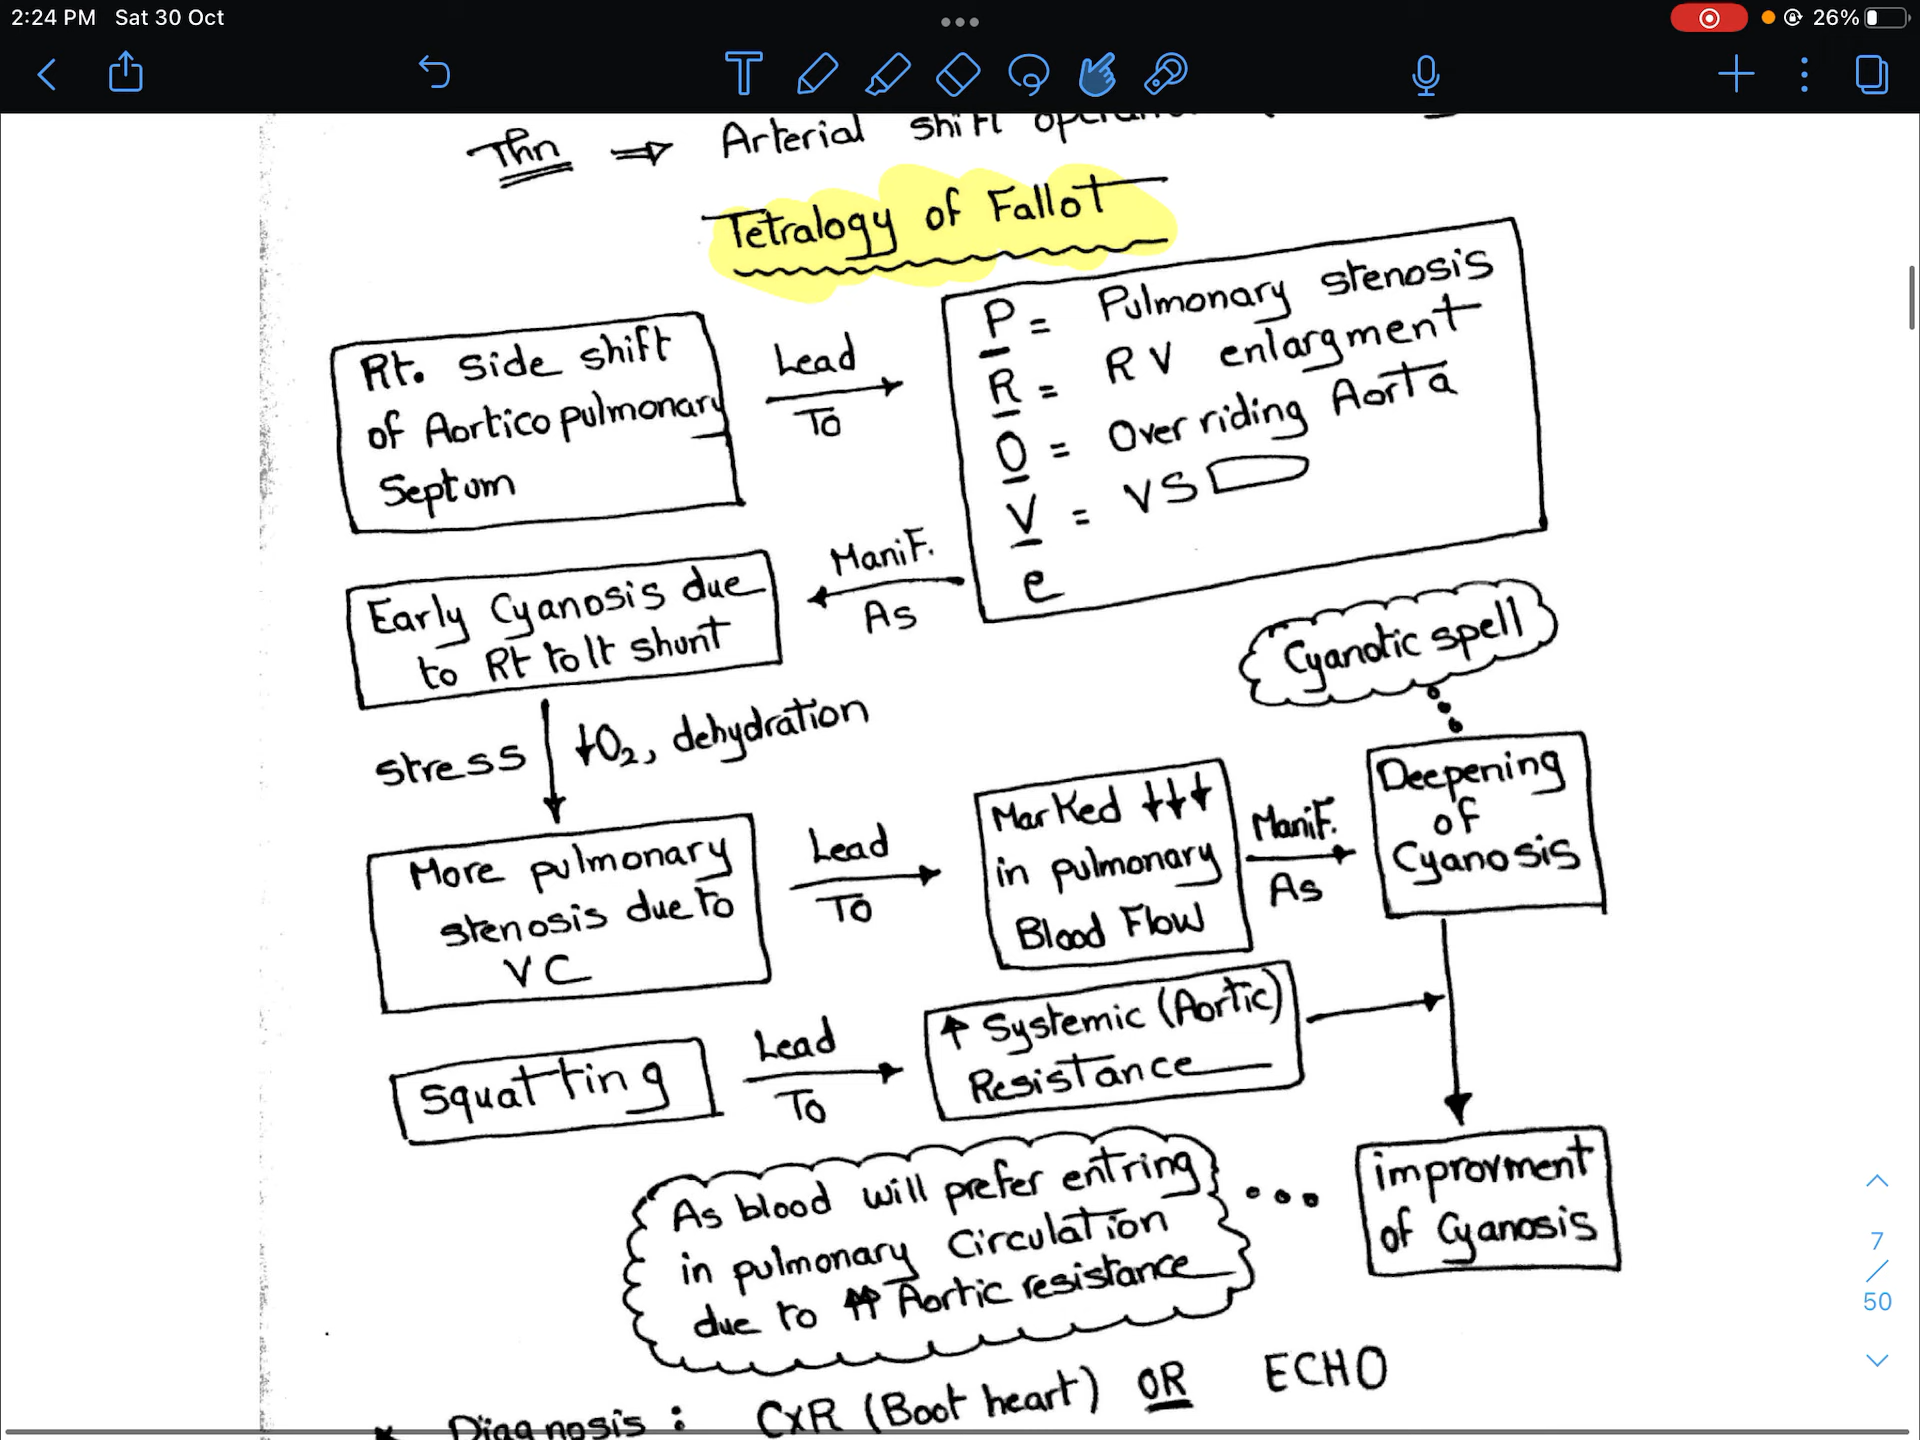 2:24 PM Sat 30 Oct
26%
Thn ⇒ Arterial shift
Tetralogy of Fallot
Rt. side shift
of Aortico pulmonary
Septum
Lead
To
P = Pulmonary stenosis
R = RV enlargment
O = Over riding Aorta
V = VSD
e
Manif.
As
Early Cyanosis due
to Rt to lt shunt
stress ↓O2, dehydration
Cyanotic spell
More pulmonary
stenosis due to
VC
Lead
To
Marked ↓↓↓
in pulmonary
Blood Flow
Manif.
As
Deepening
of
Cyanosis
Squatting
Lead
To
↑ Systemic (Aortic)
Resistance
As blood will prefer entring
in pulmonary Circulation
due to ↑↑ Aortic resistance
improvment
of Cyanosis
7
/
50
Diagnosis : CXR (Boot heart) OR ECHO